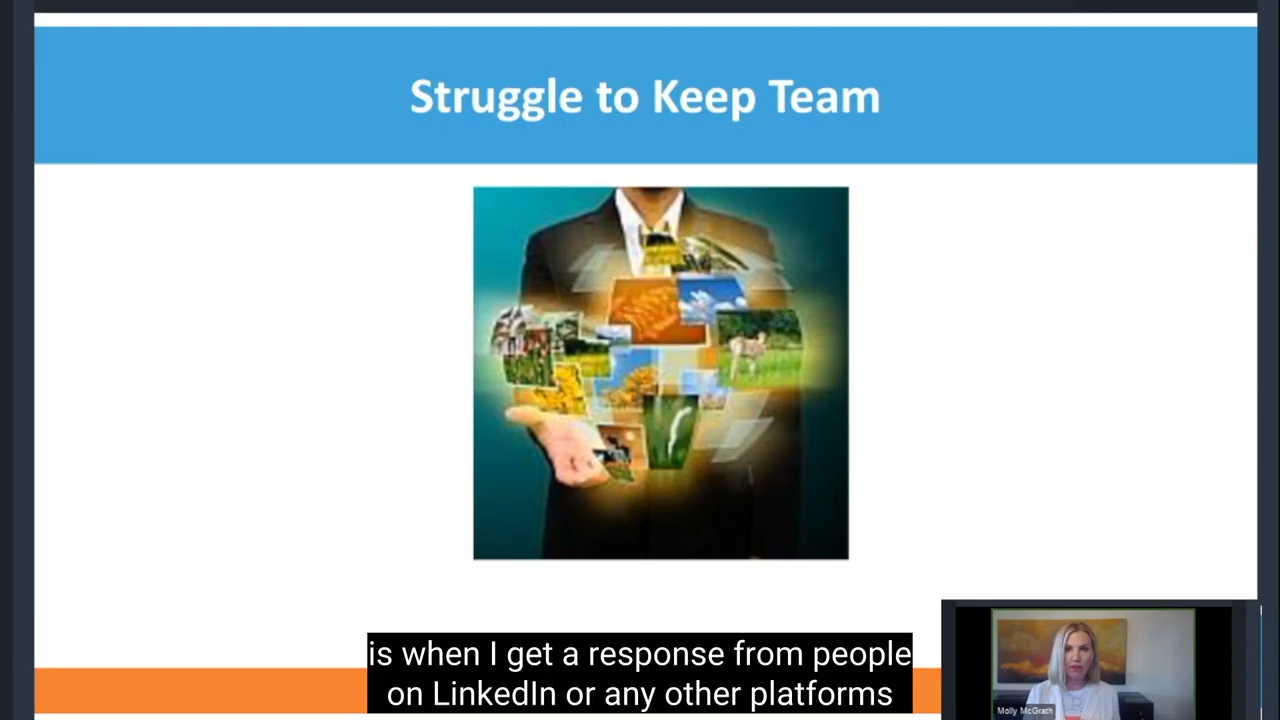 Struggle to Keep Team
is when I get a response from people
on LinkedIn or any other platforms
Molly McGrath